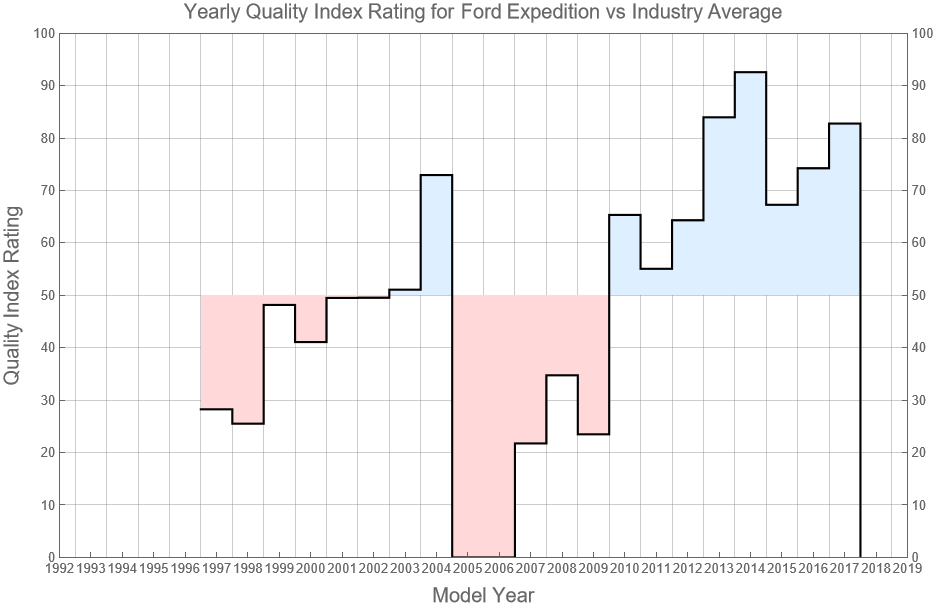 Yearly Quality Index Rating for Ford Expedition vs Industry Average
100 100
90 90
80 80
70 70
60 60
50 50
40 40
30 30
20 20
10 10
0 0
Quality Index Rating
1992 1993 1994 1995 1996 1997 1998 1999 2000 2001 2002 2003 2004 2005 2006 2007 2008 2009 2010 2011 2012 2013 2014 2015 2016 2017 2018 2019
Model Year